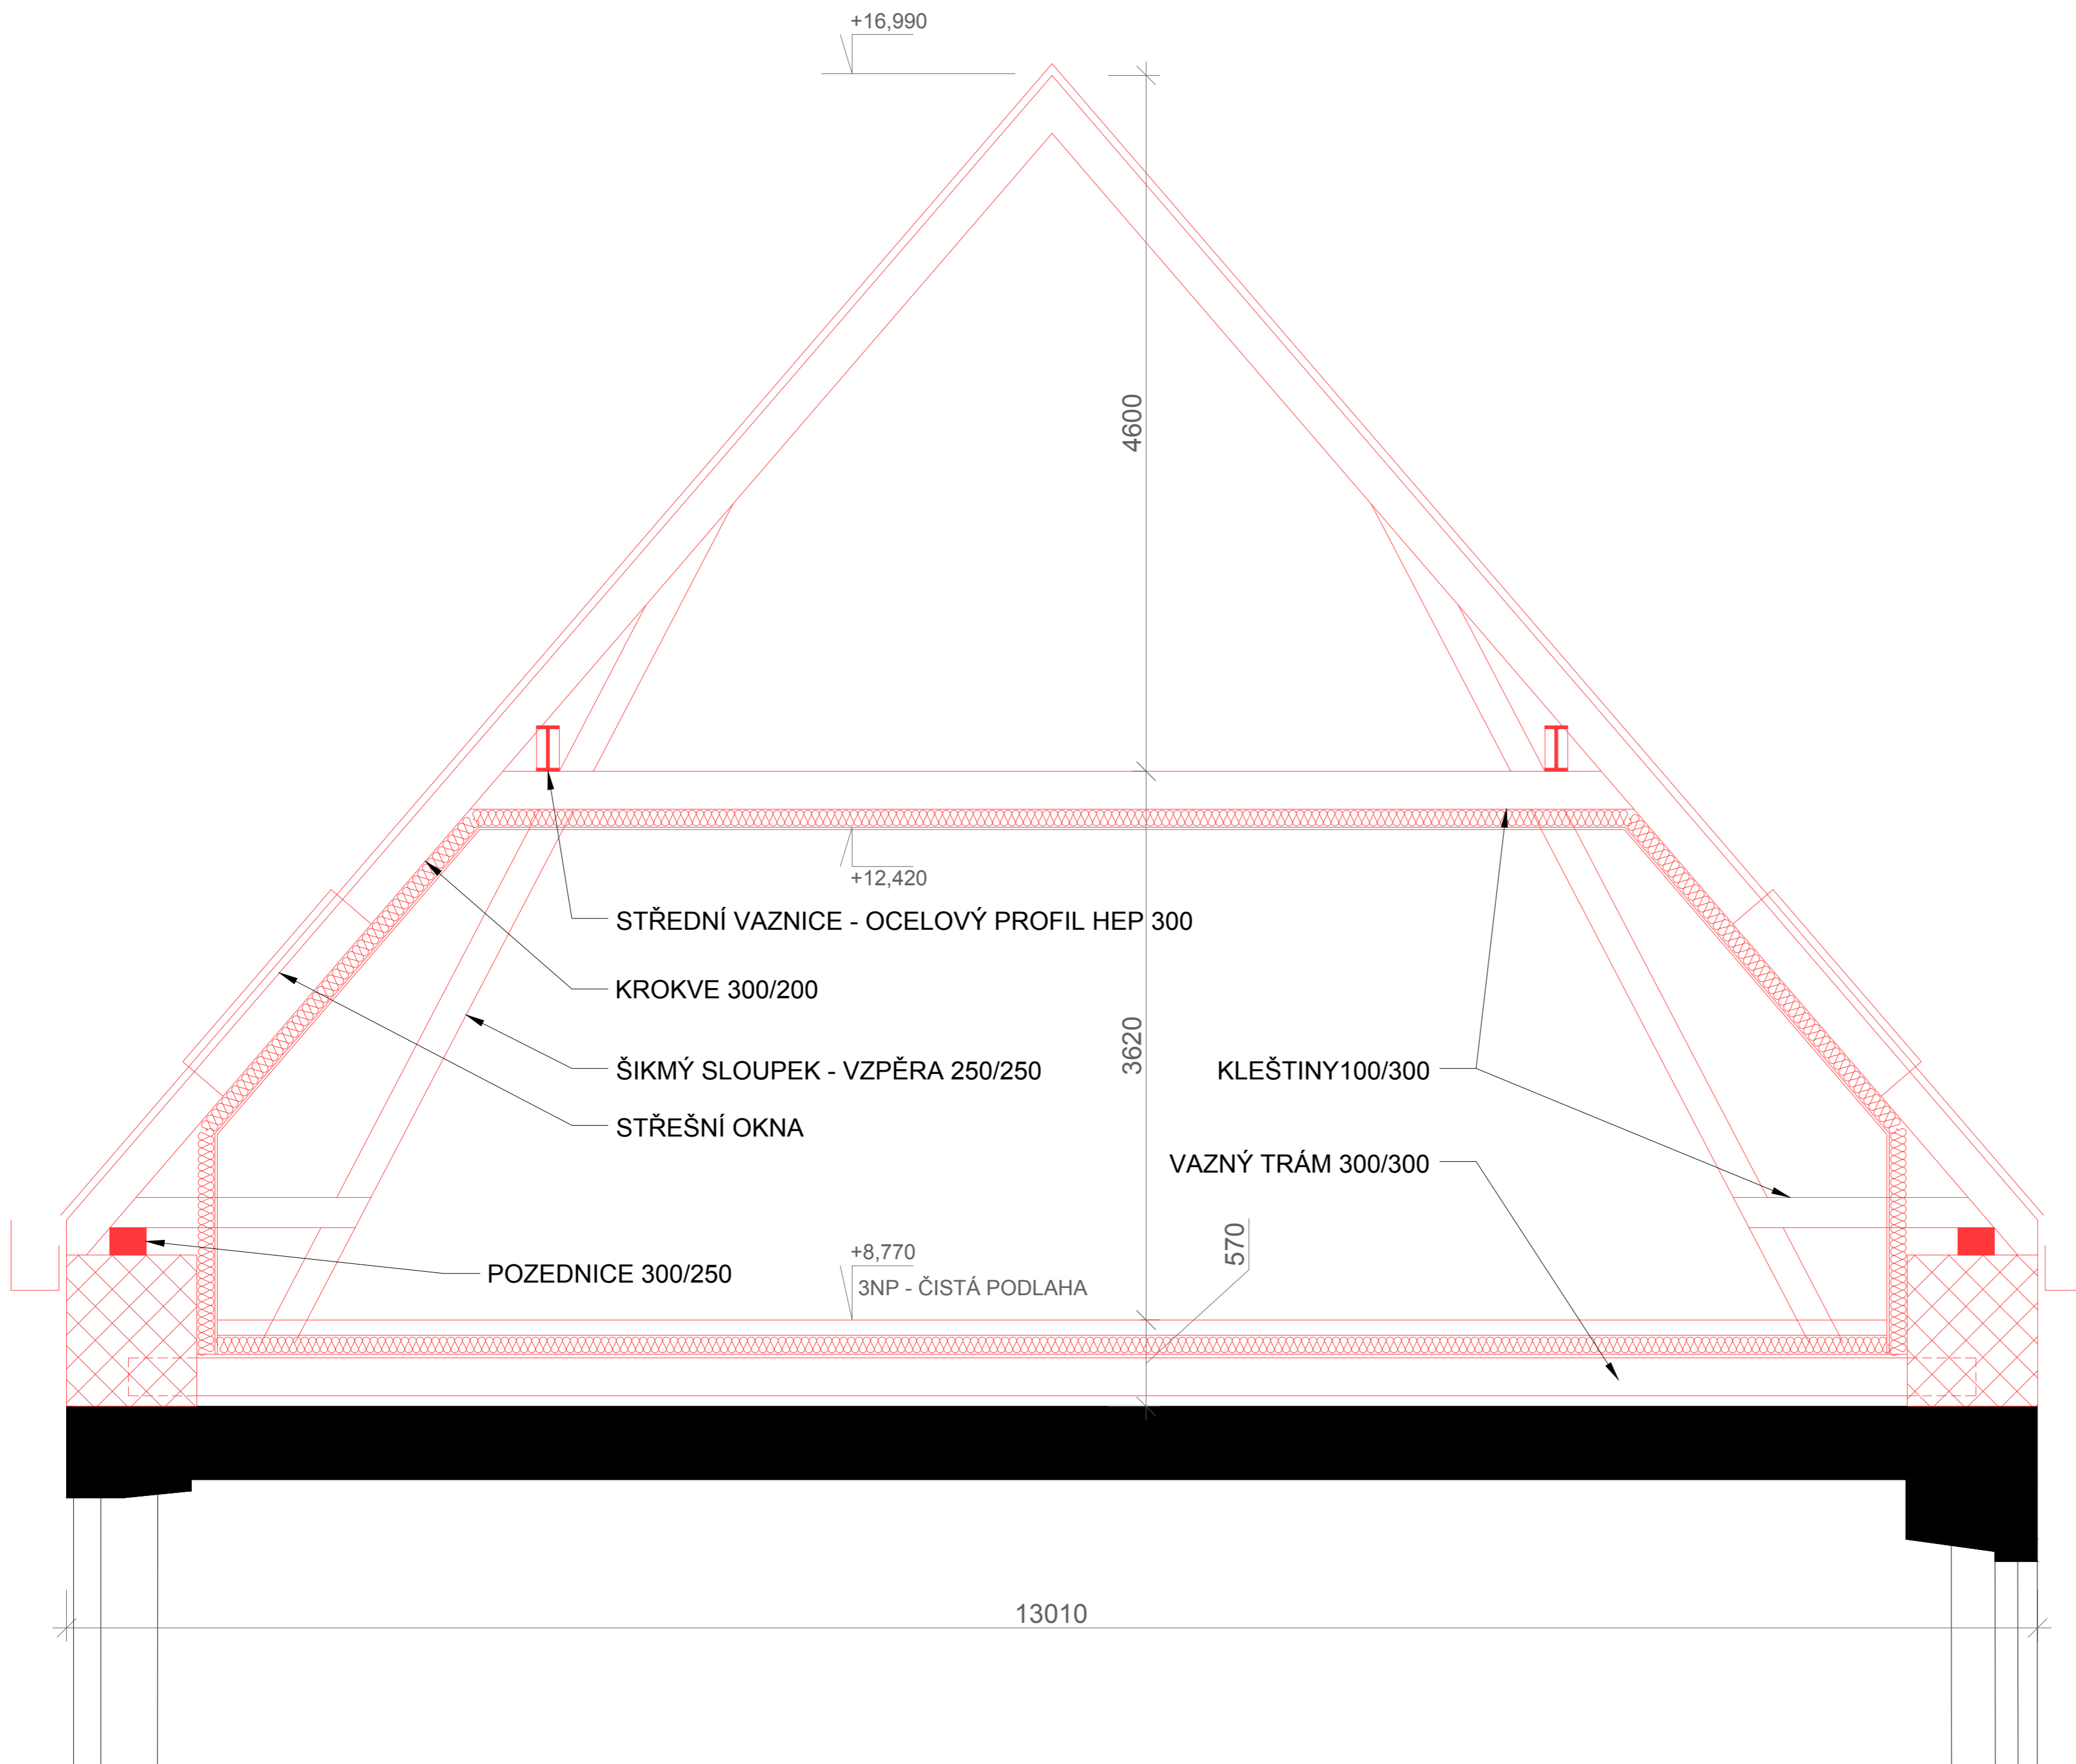 +16,990
4600
+12,420
STŘEDNÍ VAZNICE - OCELOVÝ PROFIL HEP 300
KROKVE 300/200
3620
ŠIKMÝ SLOUPEK - VZPĚRA 250/250
KLEŠTINY100/300
STŘEŠNÍ OKNA
VAZNÝ TRÁM 300/300
570
+8,770
POZEDNICE 300/250
3NP - ČISTÁ PODLAHA
13010